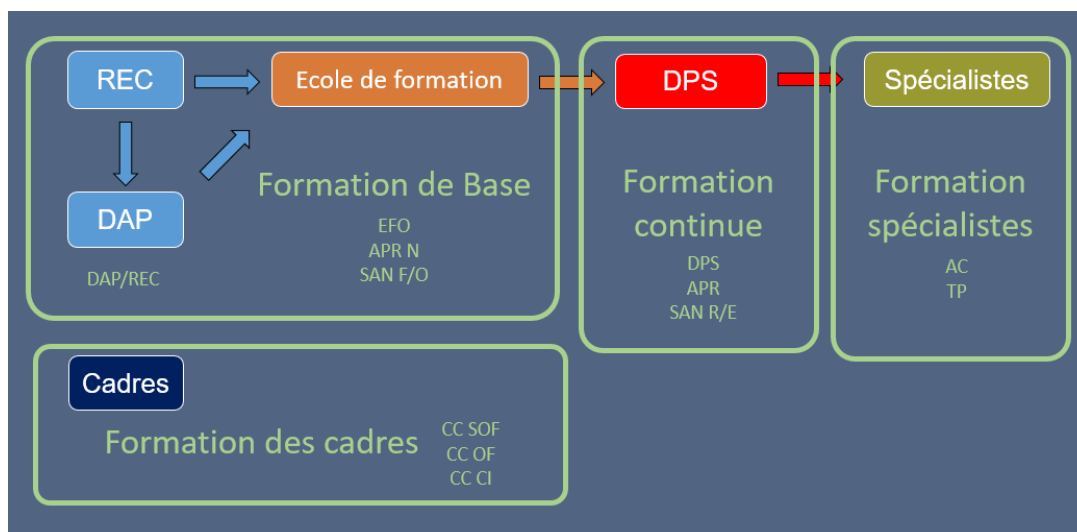 REC
Ecole de formation
DPS
Spécialistes
DAP
DAP/REC
Formation de Base
EFO
APR N
SAN F/O
Formation
continue
DPS
APR
SAN R/E
Formation
spécialistes
AC
TP
Cadres
Formation des cadres
CC SOF
CC OF
CC CI